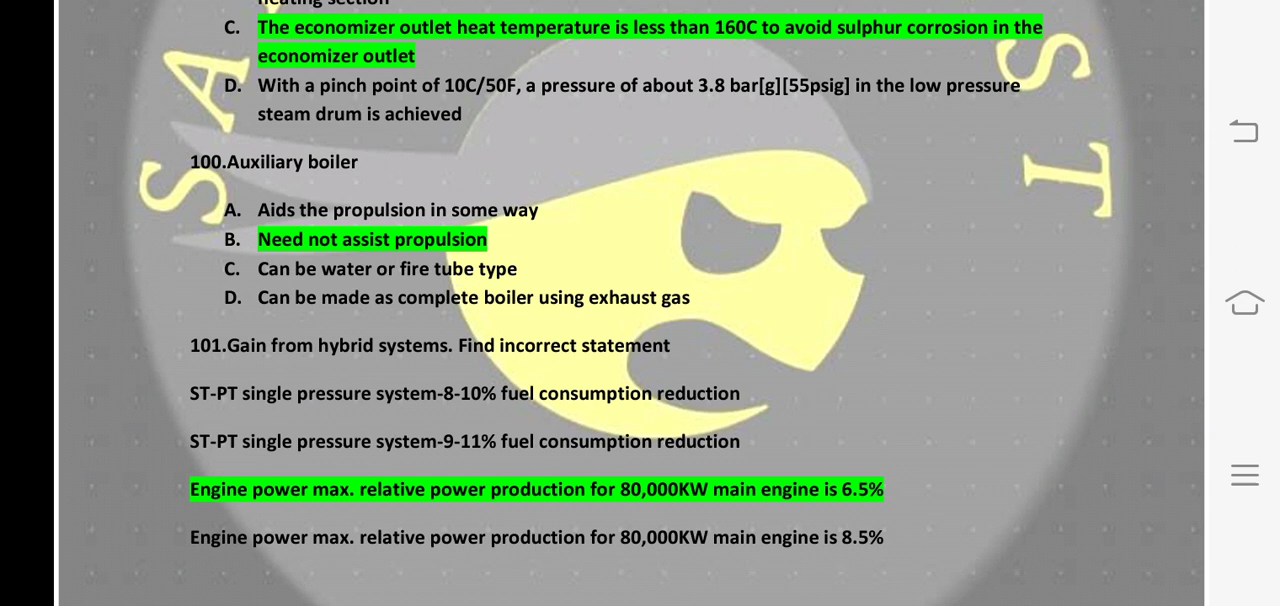 heating section
C. The economizer outlet heat temperature is less than 160C to avoid sulphur corrosion in the
economizer outlet
D. With a pinch point of 10C/50F, a pressure of about 3.8 bar[g][55psig] in the low pressure
steam drum is achieved
100.Auxiliary boiler
A. Aids the propulsion in some way
B. Need not assist propulsion
C. Can be water or fire tube type
D. Can be made as complete boiler using exhaust gas
101.Gain from hybrid systems. Find incorrect statement
ST-PT single pressure system-8-10% fuel consumption reduction
ST-PT single pressure system-9-11% fuel consumption reduction
Engine power max. relative power production for 80,000KW main engine is 6.5%
Engine power max. relative power production for 80,000KW main engine is 8.5%
S A
S T